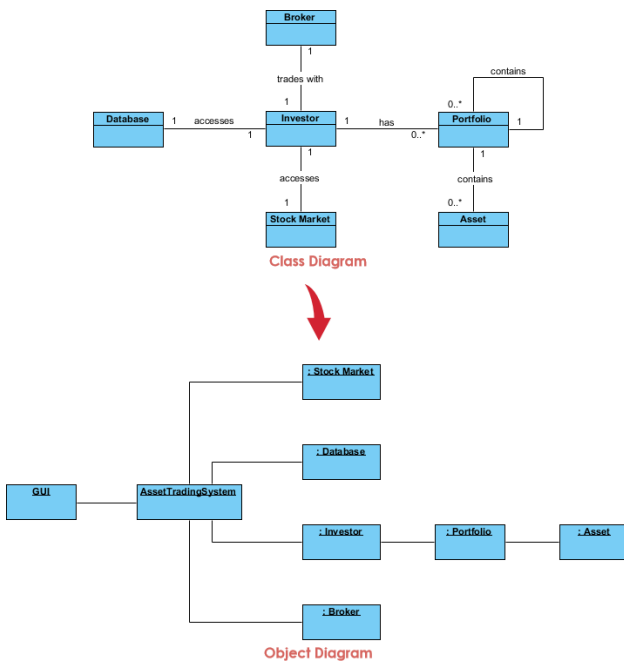 Broker
1
trades with
1
contains
0..*
Database
1
accesses
1
Investor
1
has
0..*
Portfolio
1
1
accesses
1
1
contains
0..*
Stock Market
Asset
Class Diagram
: Stock Market
: Database
GUI
AssetTradingSystem
: Investor
: Portfolio
: Asset
: Broker
Object Diagram